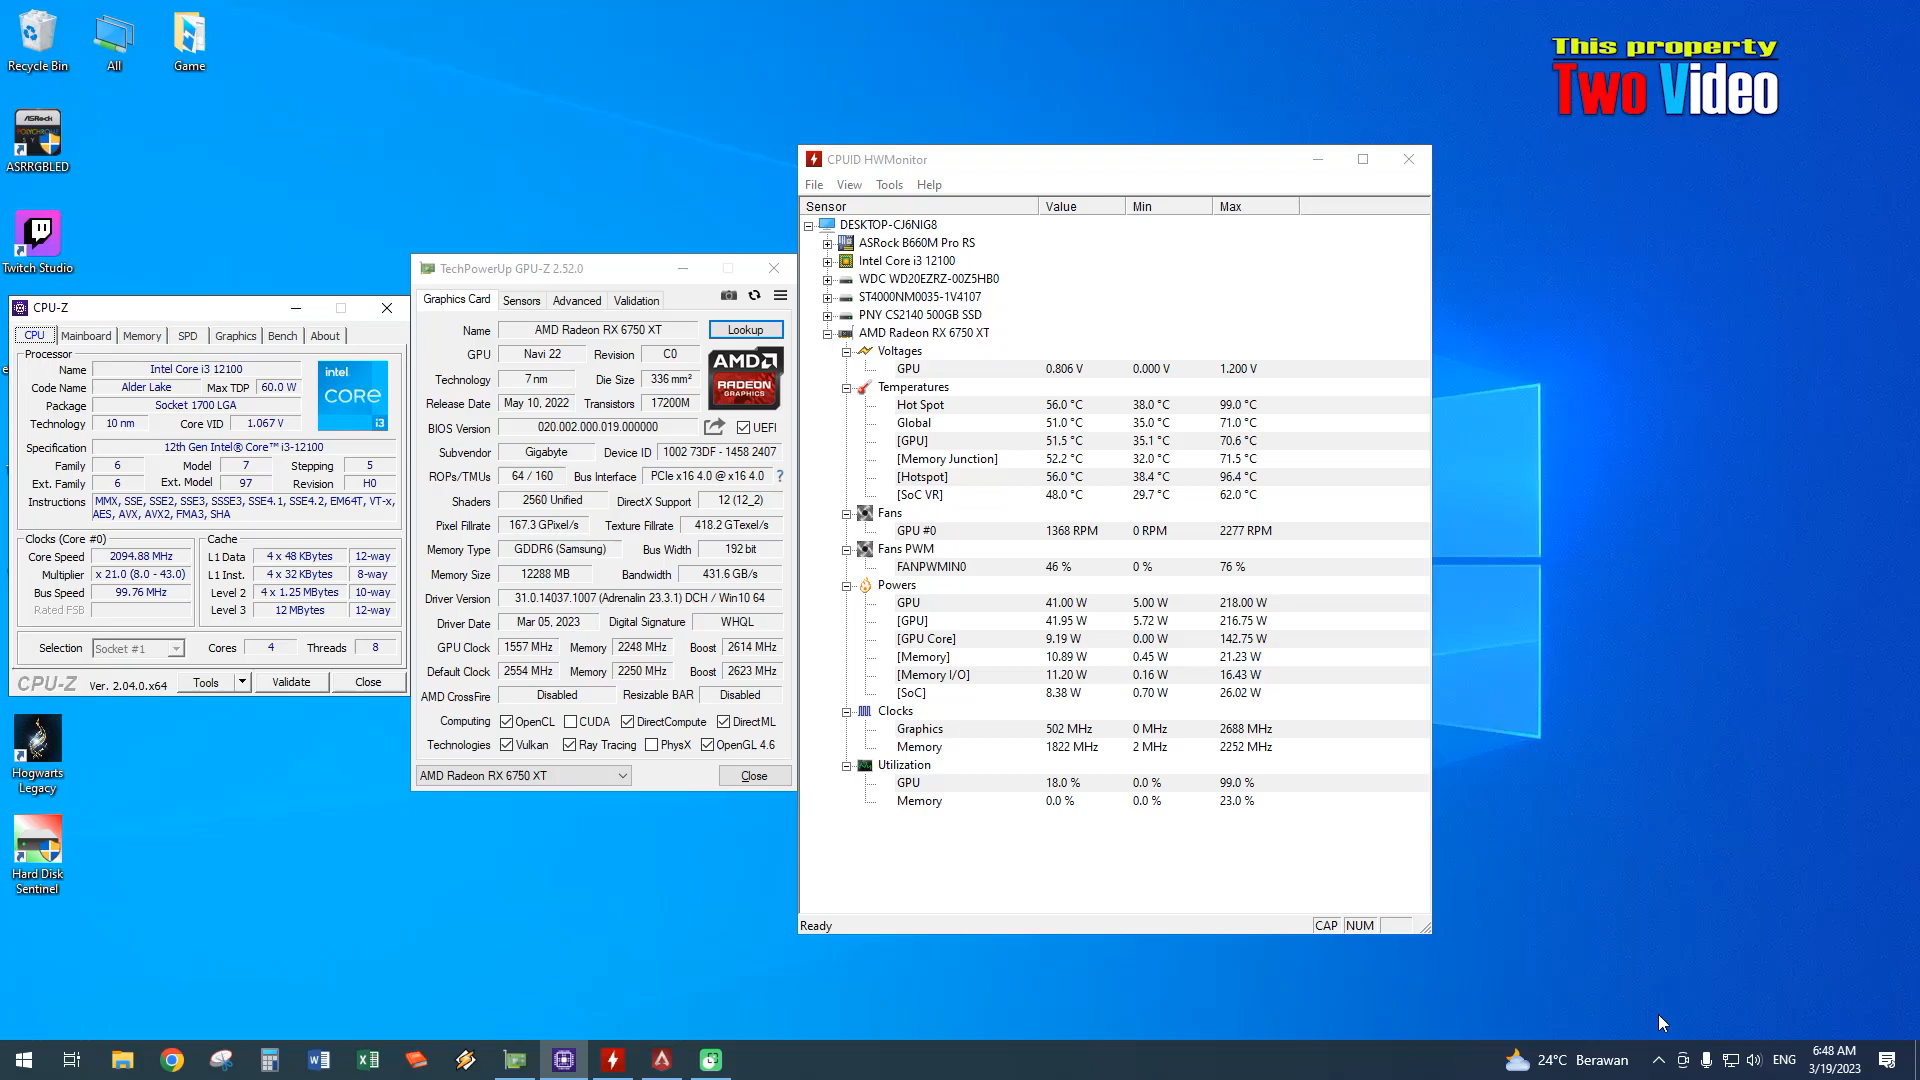 Recycle Bin
All
Game
This property
Two Video
ASRock
POLYCHROME
ASRRGBLED
Twitch Studio
CPU-Z
CPU Mainboard Memory SPD Graphics Bench About
Processor
Name Intel Core i3 12100
Code Name Alder Lake Max TDP 60.0 W
Package Socket 1700 LGA
Technology 10 nm Core VID 1.067 V
intel
CORE
i3
Specification 12th Gen Intel® Core™ i3-12100
Family 6 Model 7 Stepping 5
Ext. Family 6 Ext. Model 97 Revision H0
Instructions MMX, SSE, SSE2, SSE3, SSSE3, SSE4.1, SSE4.2, EM64T, VT-x,
AES, AVX, AVX2, FMA3, SHA
Clocks (Core #0)
Core Speed 2094.88 MHz
Multiplier x 21.0 (8.0 - 43.0)
Bus Speed 99.76 MHz
Rated FSB
Cache
L1 Data 4 x 48 KBytes 12-way
L1 Inst. 4 x 32 KBytes 8-way
Level 2 4 x 1.25 MBytes 10-way
Level 3 12 MBytes 12-way
Selection Socket #1 Cores 4 Threads 8
CPU-Z Ver. 2.04.0.x64 Tools Validate Close
Hogwarts
Legacy
Hard Disk
Sentinel
TechPowerUp GPU-Z 2.52.0
Graphics Card Sensors Advanced Validation
Name AMD Radeon RX 6750 XT Lookup
GPU Navi 22 Revision C0
Technology 7 nm Die Size 336 mm²
Release Date May 10, 2022 Transistors 17200M
AMD
RADEON
GRAPHICS
BIOS Version 020.002.000.019.000000 UEFI
Subvendor Gigabyte Device ID 1002 73DF - 1458 2407
ROPs/TMUs 64 / 160 Bus Interface PCIe x16 4.0 @ x16 4.0 ?
Shaders 2560 Unified DirectX Support 12 (12_2)
Pixel Fillrate 167.3 GPixel/s Texture Fillrate 418.2 GTexel/s
Memory Type GDDR6 (Samsung) Bus Width 192 bit
Memory Size 12288 MB Bandwidth 431.6 GB/s
Driver Version 31.0.14037.1007 (Adrenalin 23.3.1) DCH / Win10 64
Driver Date Mar 05, 2023 Digital Signature WHQL
GPU Clock 1557 MHz Memory 2248 MHz Boost 2614 MHz
Default Clock 2554 MHz Memory 2250 MHz Boost 2623 MHz
AMD CrossFire Disabled Resizable BAR Disabled
Computing OpenCL CUDA DirectCompute DirectML
Technologies Vulkan Ray Tracing PhysX OpenGL 4.6
AMD Radeon RX 6750 XT Close
CPUID HWMonitor
File View Tools Help
Sensor Value Min Max
DESKTOP-CJ6NIG8
ASRock B660M Pro RS
Intel Core i3 12100
WDC WD20EZRZ-00Z5HB0
ST4000NM0035-1V4107
PNY CS2140 500GB SSD
AMD Radeon RX 6750 XT
Voltages
GPU 0.806 V 0.000 V 1.200 V
Temperatures
Hot Spot 56.0 °C 38.0 °C 99.0 °C
Global 51.0 °C 35.0 °C 71.0 °C
[GPU] 51.5 °C 35.1 °C 70.6 °C
[Memory Junction] 52.2 °C 32.0 °C 71.5 °C
[Hotspot] 56.0 °C 38.4 °C 96.4 °C
[SoC VR] 48.0 °C 29.7 °C 62.0 °C
Fans
GPU #0 1368 RPM 0 RPM 2277 RPM
Fans PWM
FANPWMIN0 46 % 0 % 76 %
Powers
GPU 41.00 W 5.00 W 218.00 W
[GPU] 41.95 W 5.72 W 216.75 W
[GPU Core] 9.19 W 0.00 W 142.75 W
[Memory] 10.89 W 0.45 W 21.23 W
[Memory I/O] 11.20 W 0.16 W 16.43 W
[SoC] 8.38 W 0.70 W 26.02 W
Clocks
Graphics 502 MHz 0 MHz 2688 MHz
Memory 1822 MHz 2 MHz 2252 MHz
Utilization
GPU 18.0 % 0.0 % 99.0 %
Memory 0.0 % 0.0 % 23.0 %
Ready CAP NUM
24°C Berawan ENG 6:48 AM
3/19/2023